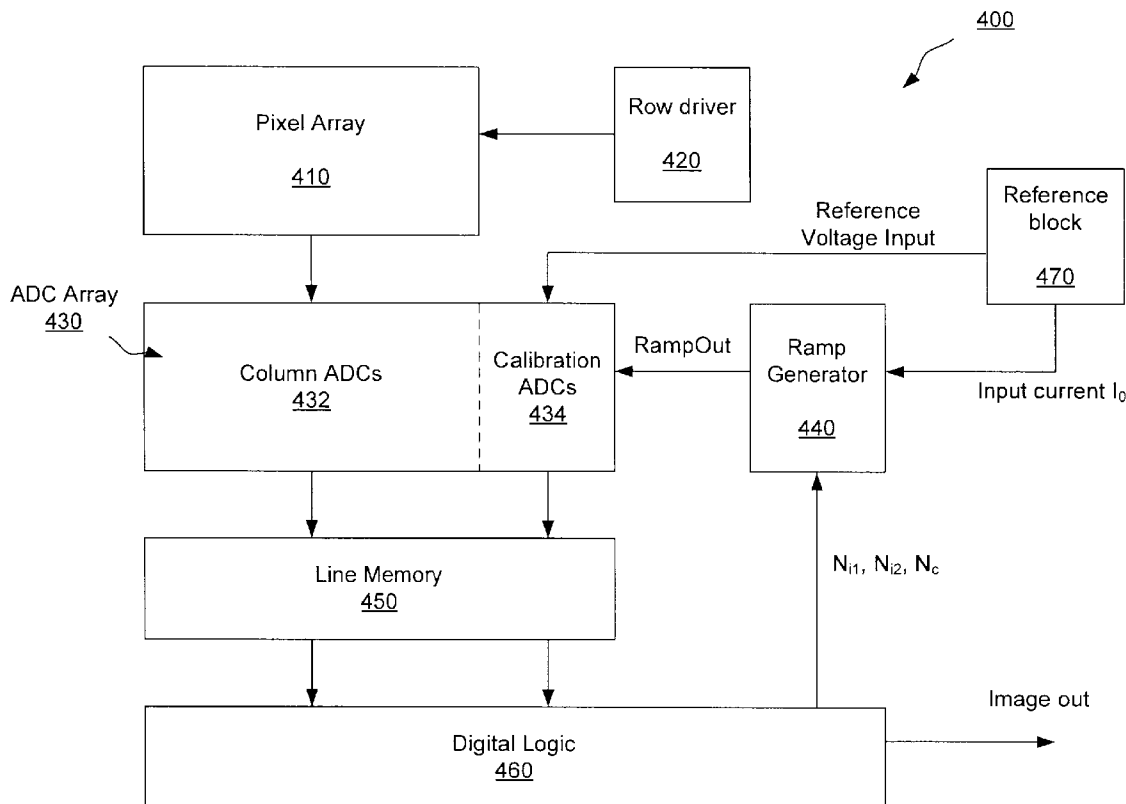 400
Pixel Array
410
Row driver
420
Reference
block
470
Reference
Voltage Input
ADC Array
430
Column ADCs
432
Calibration
ADCs
434
RampOut
Ramp
Generator
440
Input current I₀
Line Memory
450
Nᵢ₁, Nᵢ₂, N꜀
Digital Logic
460
Image out